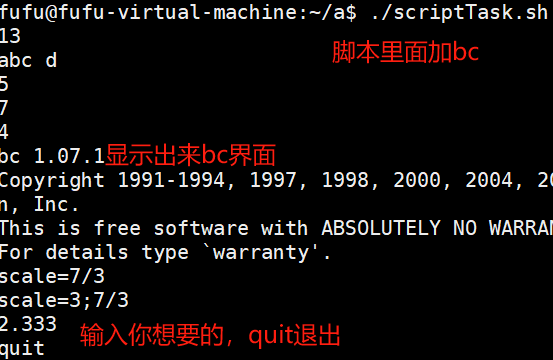 fufu@fufu-virtual-machine:~/a$ ./scriptTask.sh
13
脚本里面加bc
abc d
5
7
4
bc 1.07.1显示出来bc界面
Copyright 1991-1994, 1997, 1998, 2000, 2004, 20
n, Inc.
This is free software with ABSOLUTELY NO WARRAN
For details type `warranty'.
scale=7/3
scale=3;7/3
2.333
输入你想要的，quit退出
quit